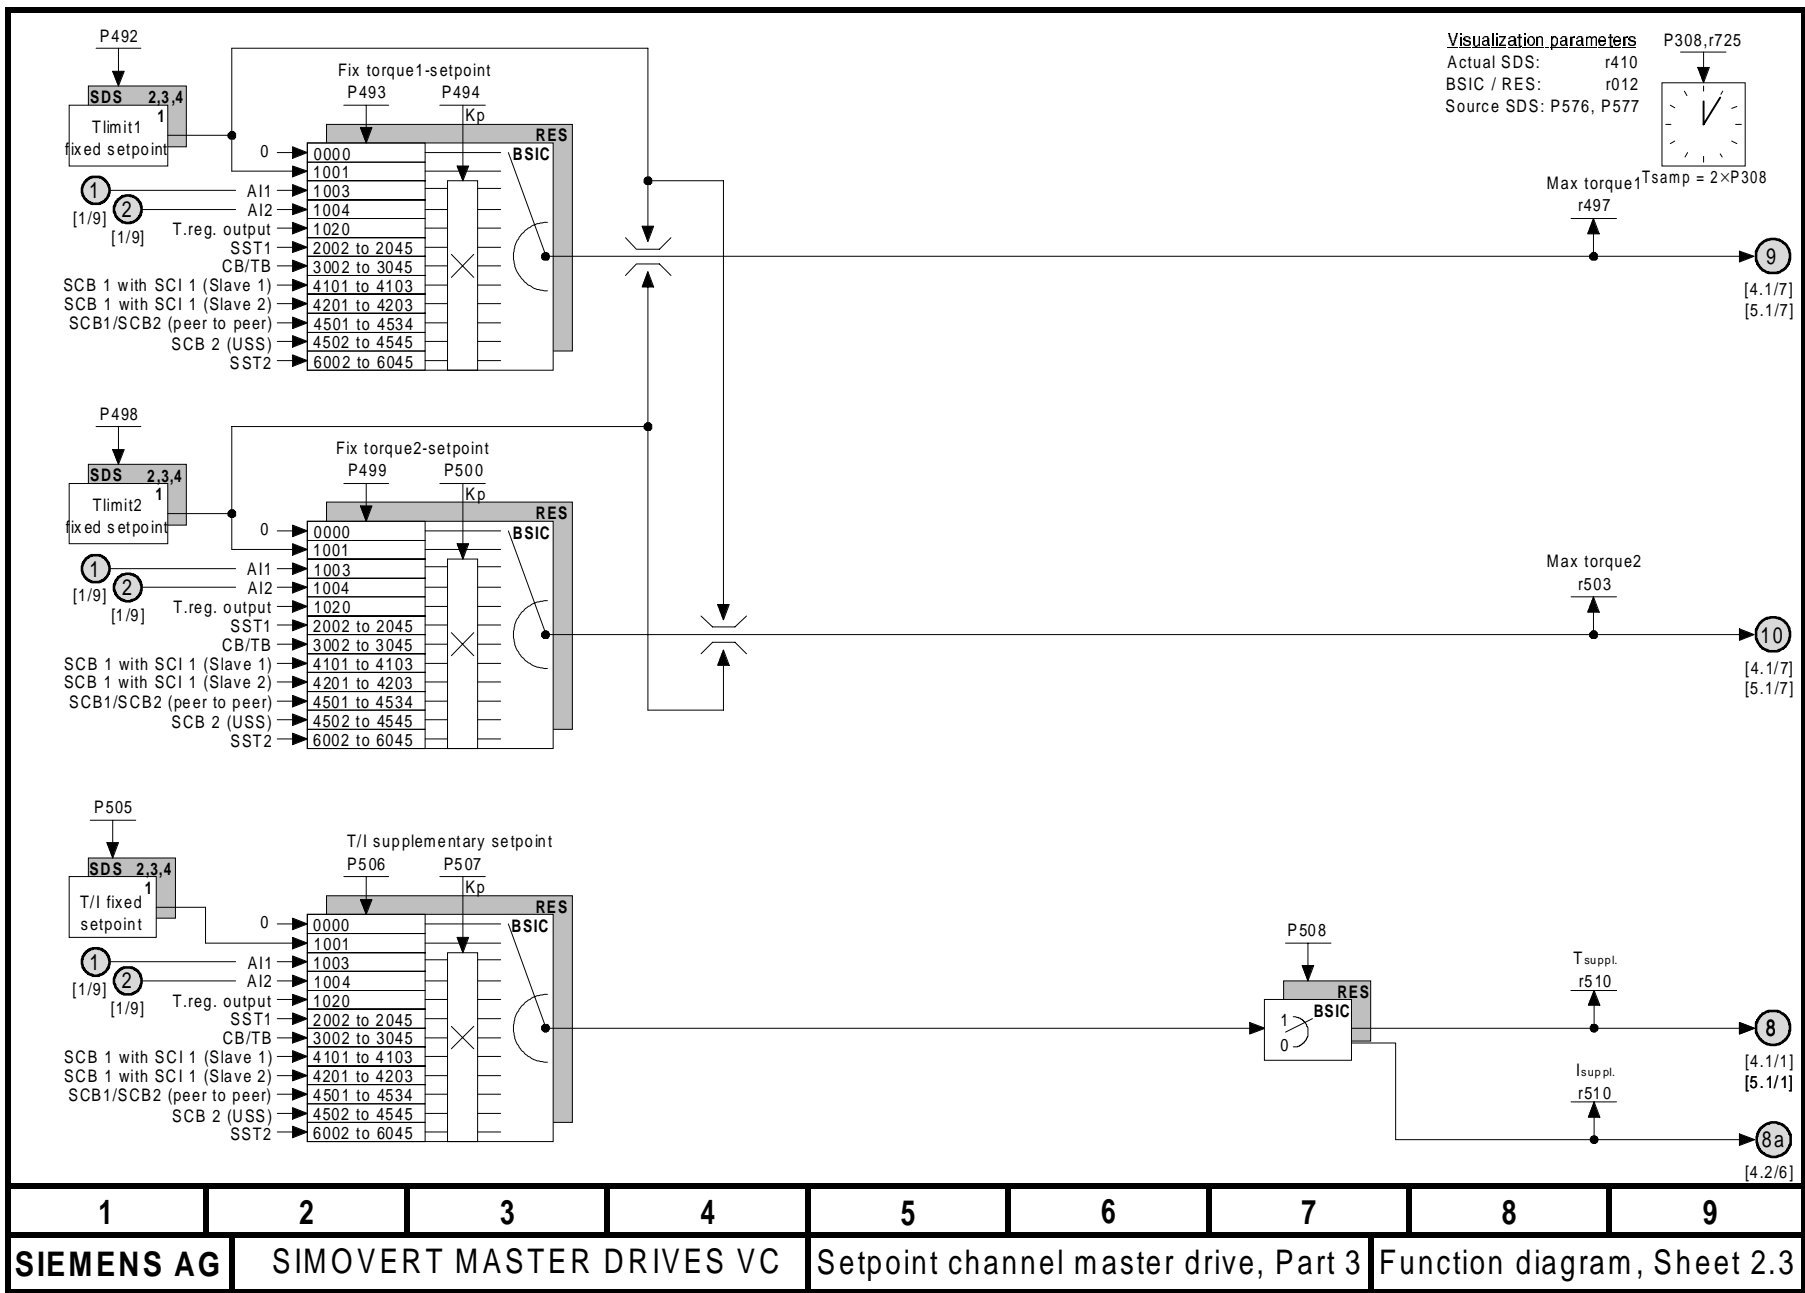 P492
SDS 2,3,4
1
Tlimit1
fixed setpoint
1
[1/9]
2
[1/9]
Fix torque1-setpoint
P493
P494
Kp
RES
BSIC
0
0000
1001
AI1
1003
AI2
1004
T.reg. output
1020
SST1
2002 to 2045
CB/TB
3002 to 3045
SCB 1 with SCI 1 (Slave 1)
4101 to 4103
SCB 1 with SCI 1 (Slave 2)
4201 to 4203
SCB1/SCB2 (peer to peer)
4501 to 4534
SCB 2 (USS)
4502 to 4545
SST2
6002 to 6045
Visualization parameters
Actual SDS: r410
BSIC / RES: r012
Source SDS: P576, P577
P308,r725
Tsamp = 2×P308
Max torque1
r497
9
[4.1/7]
[5.1/7]
P498
SDS 2,3,4
1
Tlimit2
fixed setpoint
1
[1/9]
2
[1/9]
Fix torque2-setpoint
P499
P500
Kp
RES
BSIC
0
0000
1001
AI1
1003
AI2
1004
T.reg. output
1020
SST1
2002 to 2045
CB/TB
3002 to 3045
SCB 1 with SCI 1 (Slave 1)
4101 to 4103
SCB 1 with SCI 1 (Slave 2)
4201 to 4203
SCB1/SCB2 (peer to peer)
4501 to 4534
SCB 2 (USS)
4502 to 4545
SST2
6002 to 6045
Max torque2
r503
10
[4.1/7]
[5.1/7]
P505
SDS 2,3,4
1
T/I fixed
setpoint
1
[1/9]
2
[1/9]
T/I supplementary setpoint
P506
P507
Kp
RES
BSIC
0
0000
1001
AI1
1003
AI2
1004
T.reg. output
1020
SST1
2002 to 2045
CB/TB
3002 to 3045
SCB 1 with SCI 1 (Slave 1)
4101 to 4103
SCB 1 with SCI 1 (Slave 2)
4201 to 4203
SCB1/SCB2 (peer to peer)
4501 to 4534
SCB 2 (USS)
4502 to 4545
SST2
6002 to 6045
P508
RES
BSIC
1
0
Tsuppl.
r510
8
[4.1/1]
[5.1/1]
Isuppl.
r510
8a
[4.2/6]
1 2 3 4 5 6 7 8 9
SIEMENS AG
SIMOVERT MASTER DRIVES VC
Setpoint channel master drive, Part 3
Function diagram, Sheet 2.3